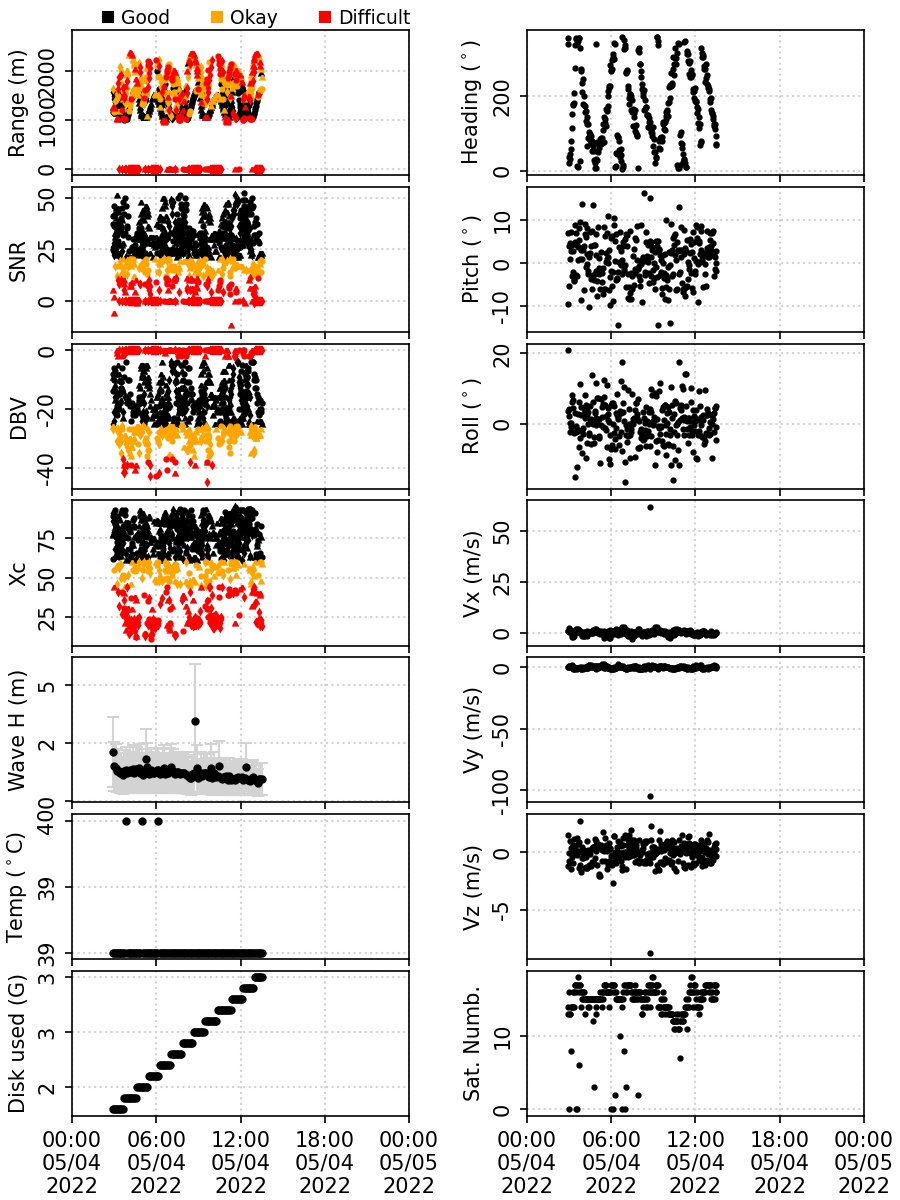 Good Okay Difficult
Range (m)
2000
1000
0
Heading (°)
200
0
SNR
50
25
0
Pitch (°)
10
0
-10
DBV
0
-20
-40
Roll (°)
20
0
Xc
75
50
25
Vx (m/s)
50
25
0
Wave H (m)
5
2
0
Vy (m/s)
0
-50
-100
Temp (°C)
40
39
39
Vz (m/s)
0
-5
Disk used (G)
3
3
2
Sat. Numb.
10
0
00:00 06:00 12:00 18:00 00:00
05/04 05/04 05/04 05/04 05/05
2022 2022 2022 2022 2022
00:00 06:00 12:00 18:00 00:00
05/04 05/04 05/04 05/04 05/05
2022 2022 2022 2022 2022